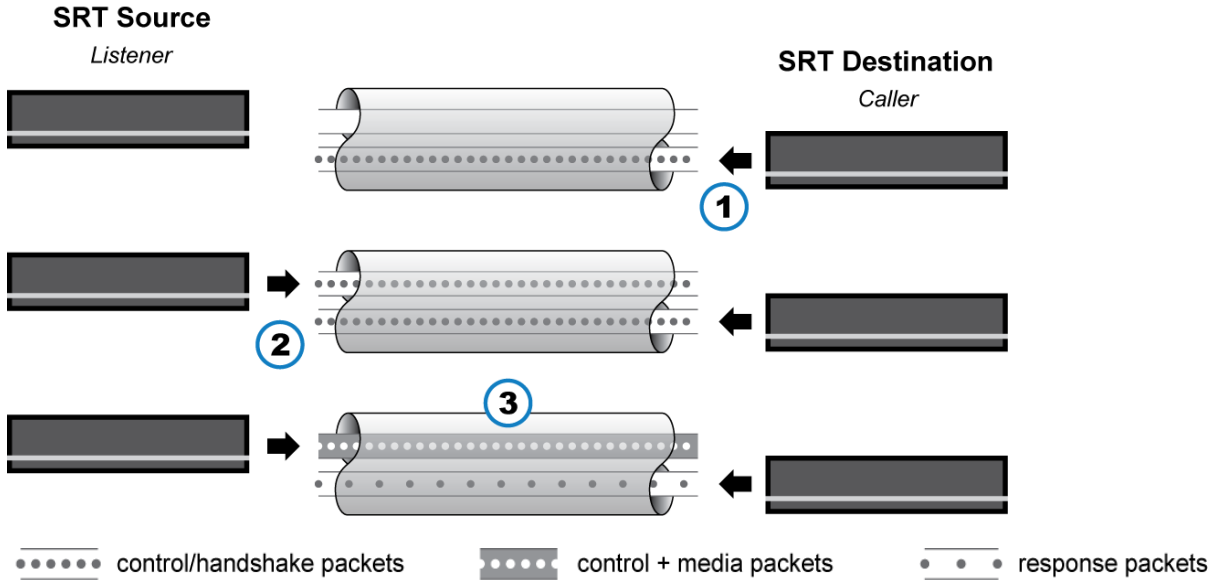 SRT Source
Listener
SRT Destination
Caller
1
2
3
control/handshake packets
control + media packets
response packets